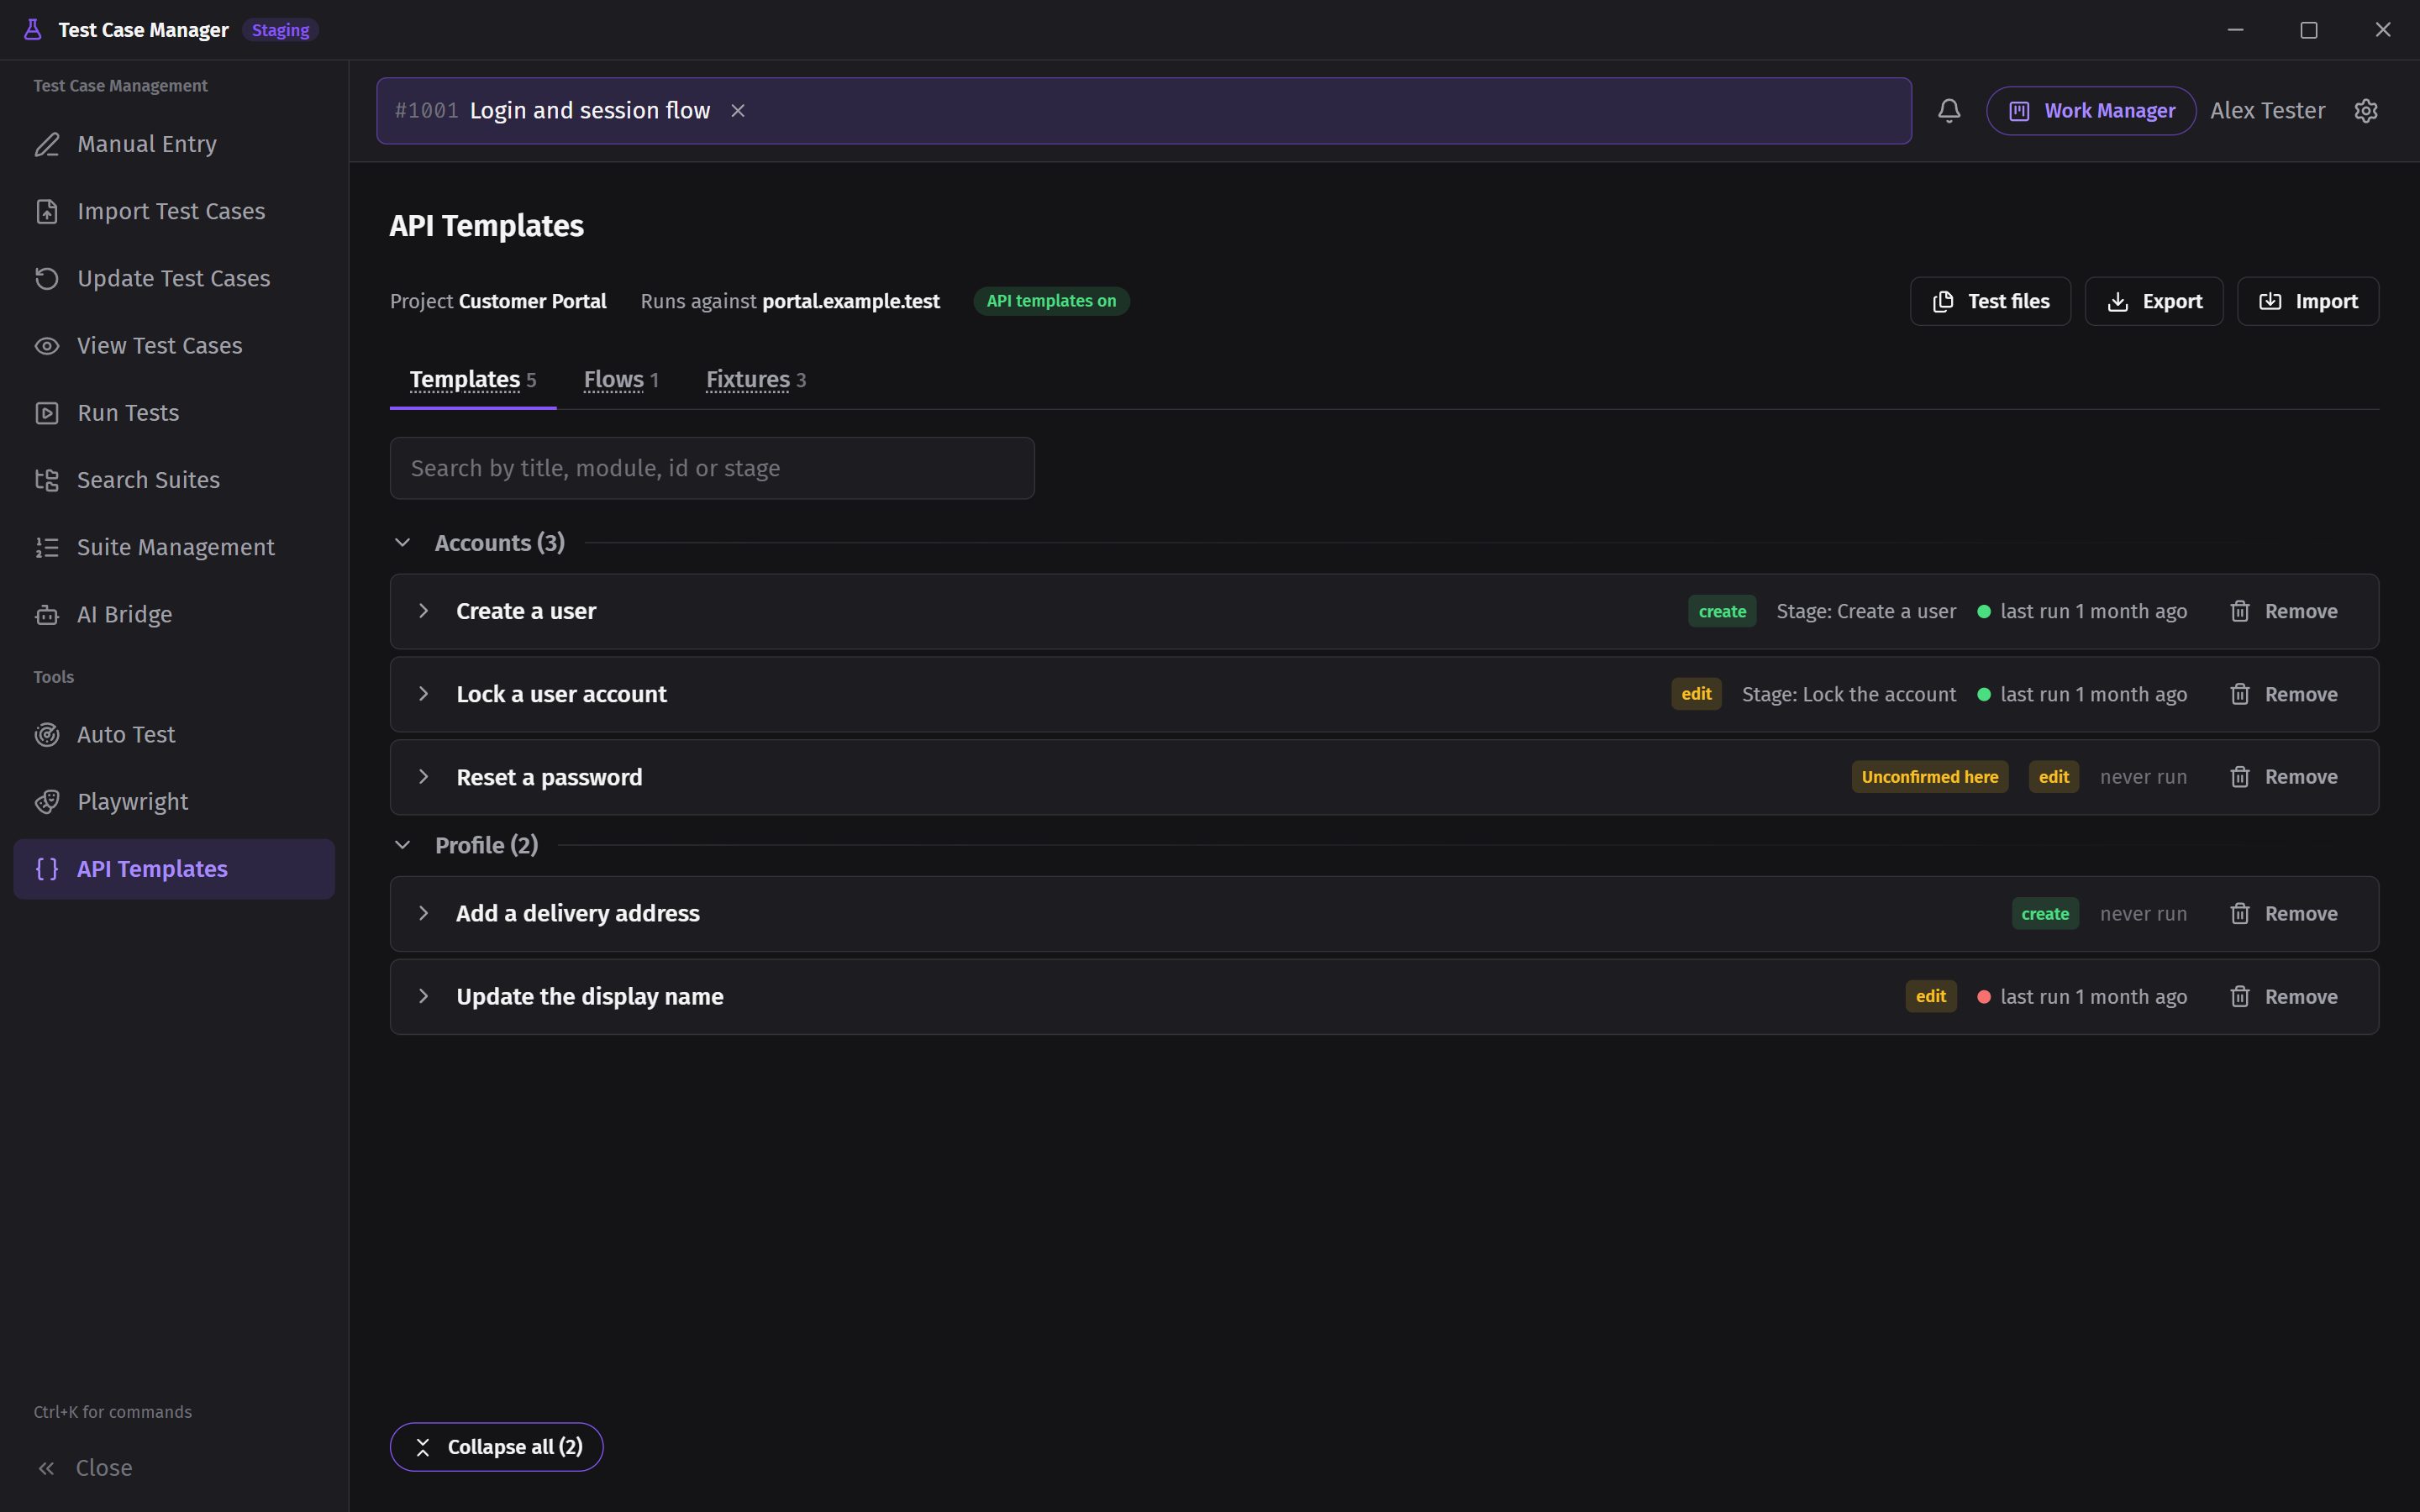 Test Case Manager Staging
Test Case Management
Manual Entry
Import Test Cases
Update Test Cases
View Test Cases
Run Tests
Search Suites
Suite Management
AI Bridge
Tools
Auto Test
Playwright
API Templates
Ctrl+K for commands
Close
#1001 Login and session flow
Work Manager
Alex Tester
API Templates
Project Customer Portal Runs against portal.example.test API templates on
Test files Export Import
Templates 5 Flows 1 Fixtures 3
Search by title, module, id or stage
Accounts (3)
Create a user create Stage: Create a user last run 1 month ago Remove
Lock a user account edit Stage: Lock the account last run 1 month ago Remove
Reset a password Unconfirmed here edit never run Remove
Profile (2)
Add a delivery address create never run Remove
Update the display name edit last run 1 month ago Remove
Collapse all (2)